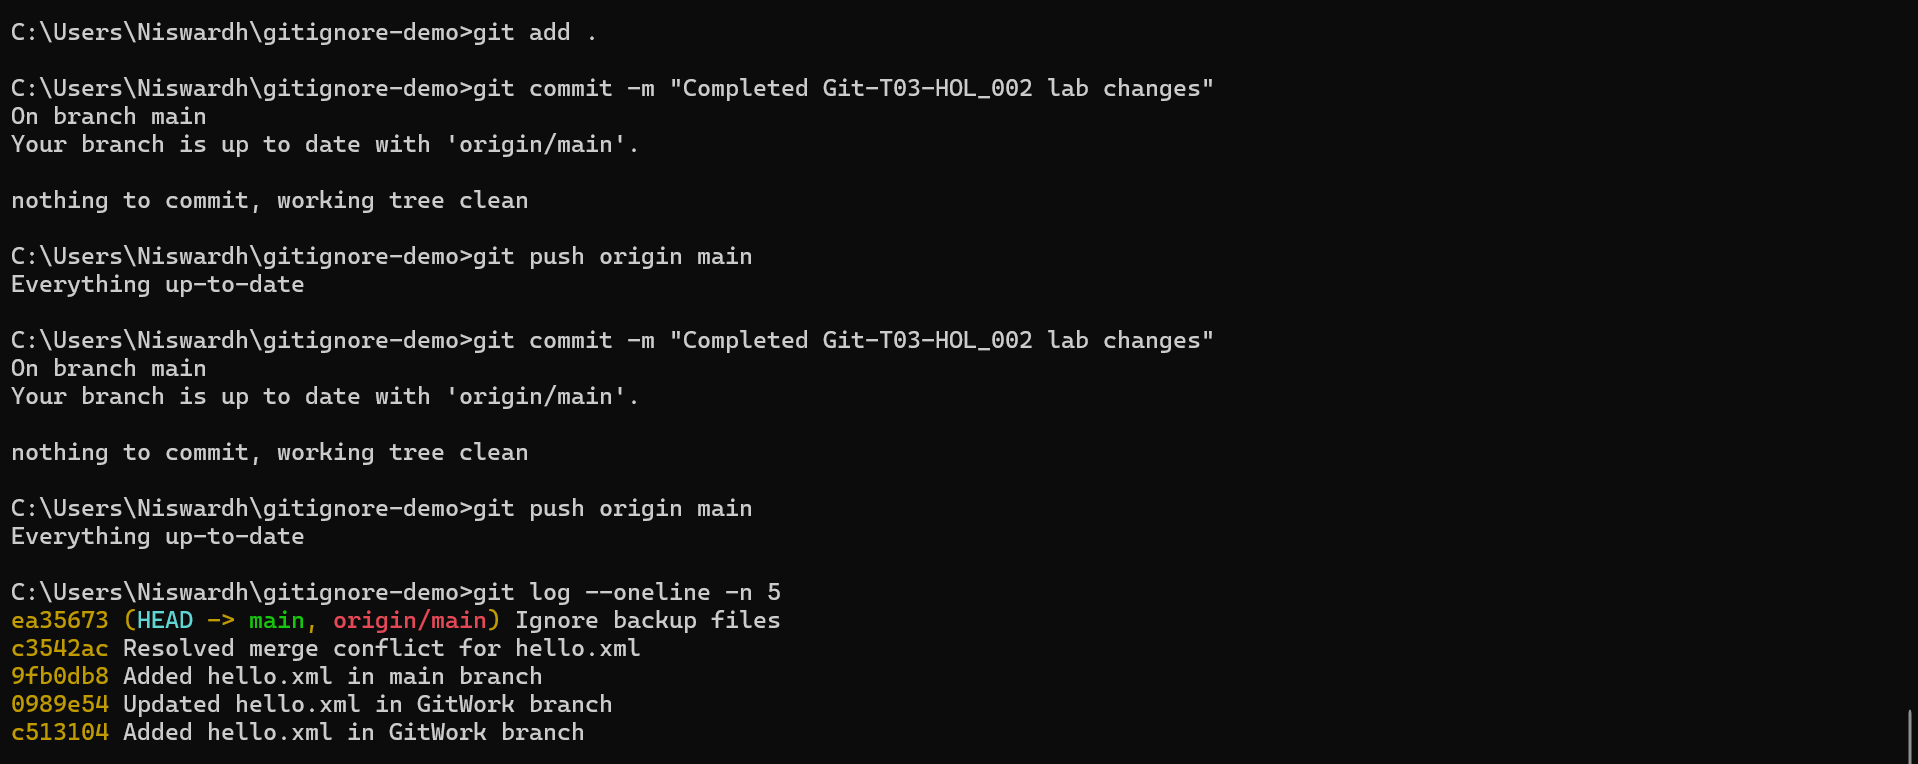 C:\Users\Niswardh\gitignore-demo>git add .
C:\Users\Niswardh\gitignore-demo>git commit -m "Completed Git-T03-HOL_002 lab changes"
On branch main
Your branch is up to date with 'origin/main'.
nothing to commit, working tree clean
C:\Users\Niswardh\gitignore-demo>git push origin main
Everything up-to-date
C:\Users\Niswardh\gitignore-demo>git commit -m "Completed Git-T03-HOL_002 lab changes"
On branch main
Your branch is up to date with 'origin/main'.
nothing to commit, working tree clean
C:\Users\Niswardh\gitignore-demo>git push origin main
Everything up-to-date
C:\Users\Niswardh\gitignore-demo>git log --oneline -n 5
ea35673 (HEAD -> main, origin/main) Ignore backup files
c3542ac Resolved merge conflict for hello.xml
9fb0db8 Added hello.xml in main branch
0989e54 Updated hello.xml in GitWork branch
c513104 Added hello.xml in GitWork branch